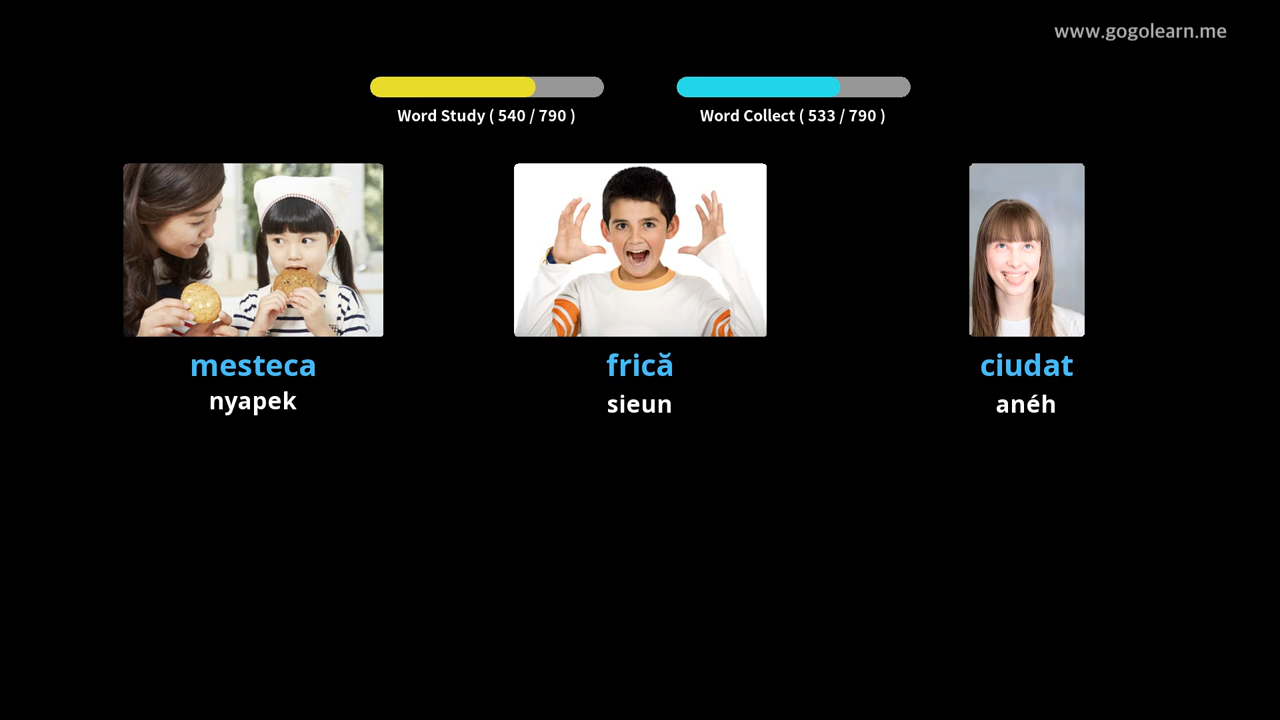 www.gogolearn.me
Word Study ( 540 / 790 )
Word Collect ( 533 / 790 )
mesteca
nyapek
frică
sieun
ciudat
anéh